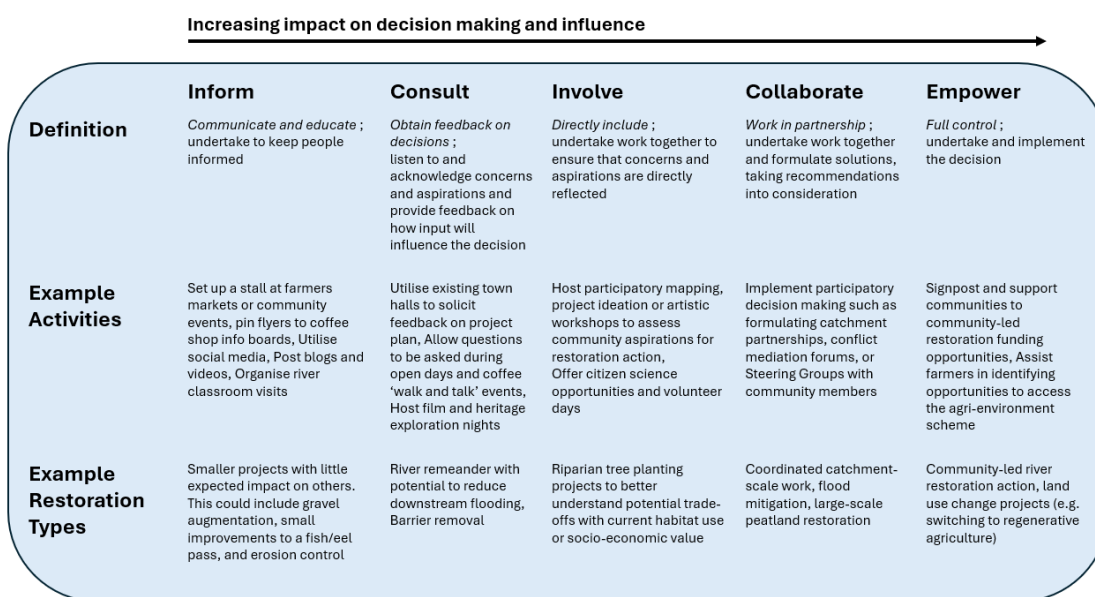 Increasing impact on decision making and influence
Inform
Consult
Involve
Collaborate
Empower
Definition
Communicate and educate ;
undertake to keep people
informed
Obtain feedback on
decisions ;
listen to and
acknowledge concerns
and aspirations and
provide feedback on
how input will
influence the decision
Directly include ;
undertake work together to
ensure that concerns and
aspirations are directly
reflected
Work in partnership ;
undertake work together
and formulate solutions,
taking recommendations
into consideration
Full control ;
undertake and implement
the decision
Example
Activities
Set up a stall at farmers
markets or community
events, pin flyers to coffee
shop info boards, Utilise
social media, Post blogs and
videos, Organise river
classroom visits
Utilise existing town
halls to solicit
feedback on project
plan, Allow questions
to be asked during
open days and coffee
‘walk and talk’ events,
Host film and heritage
exploration nights
Host participatory mapping,
project ideation or artistic
workshops to assess
community aspirations for
restoration action,
Offer citizen science
opportunities and volunteer
days
Implement participatory
decision making such as
formulating catchment
partnerships, conflict
mediation forums, or
Steering Groups with
community members
Signpost and support
communities to
community-led
restoration funding
opportunities, Assist
farmers in identifying
opportunities to access
the agri-environment
scheme
Example
Restoration
Types
Smaller projects with little
expected impact on others.
This could include gravel
augmentation, small
improvements to a fish/eel
pass, and erosion control
River remeander with
potential to reduce
downstream flooding,
Barrier removal
Riparian tree planting
projects to better
understand potential trade-
offs with current habitat use
or socio-economic value
Coordinated catchment-
scale work, flood
mitigation, large-scale
peatland restoration
Community-led river
restoration action, land
use change projects (e.g.
switching to regenerative
agriculture)